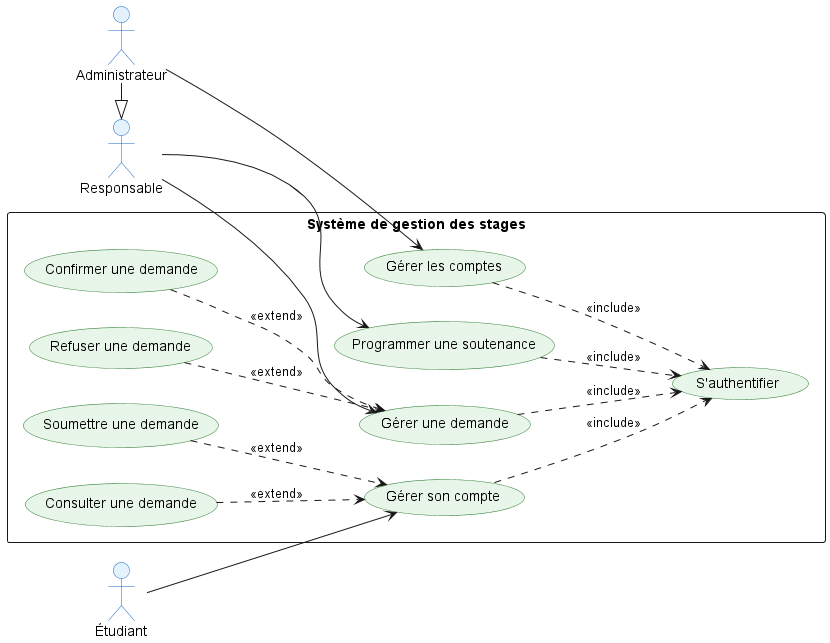 Administrateur
Responsable
Système de gestion des stages
Confirmer une demande
Gérer les comptes
«extend»
«include»
Refuser une demande
Programmer une soutenance
«include»
«extend»
S'authentifier
«include»
Soumettre une demande
Gérer une demande
«include»
«extend»
Consulter une demande
«extend»
Gérer son compte
Étudiant